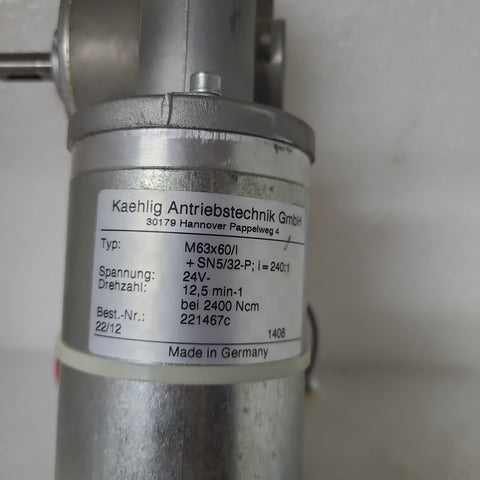 Kaehlig Antriebstechnik GmbH
30179 Hannover Pappelweg 4
Typ: M63x60/I
+ SN5/32-P; i = 240:1
Spannung: 24V-
Drehzahl: 12,5 min-1
bei 2400 Ncm
Best.-Nr.: 221467c
22/12 1408
Made in Germany